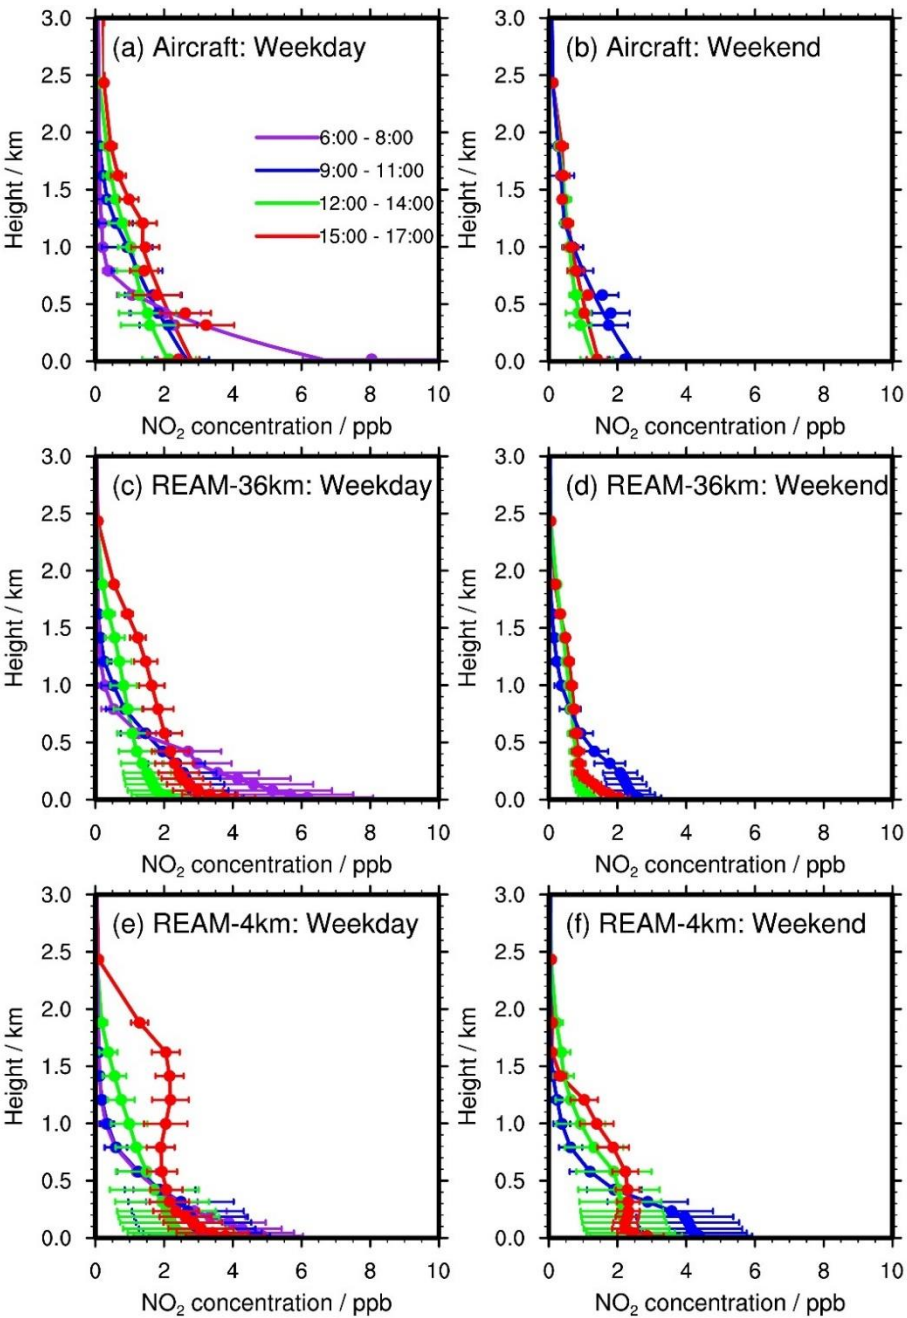 (a) Aircraft: Weekday
(b) Aircraft: Weekend
6:00 - 8:00
9:00 - 11:00
12:00 - 14:00
15:00 - 17:00
Height / km
3.0
2.5
2.0
1.5
1.0
0.5
0.0
0 2 4 6 8 10
NO₂ concentration / ppb
Height / km
3.0
2.5
2.0
1.5
1.0
0.5
0.0
0 2 4 6 8 10
NO₂ concentration / ppb
(c) REAM-36km: Weekday
(d) REAM-36km: Weekend
Height / km
3.0
2.5
2.0
1.5
1.0
0.5
0.0
0 2 4 6 8 10
NO₂ concentration / ppb
Height / km
3.0
2.5
2.0
1.5
1.0
0.5
0.0
0 2 4 6 8 10
NO₂ concentration / ppb
(e) REAM-4km: Weekday
(f) REAM-4km: Weekend
Height / km
3.0
2.5
2.0
1.5
1.0
0.5
0.0
0 2 4 6 8 10
NO₂ concentration / ppb
Height / km
3.0
2.5
2.0
1.5
1.0
0.5
0.0
0 2 4 6 8 10
NO₂ concentration / ppb